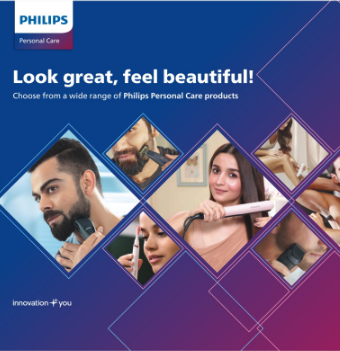 PHILIPS
Personal Care
Look great, feel beautiful!
Choose from a wide range of Philips Personal Care products
innovation + you